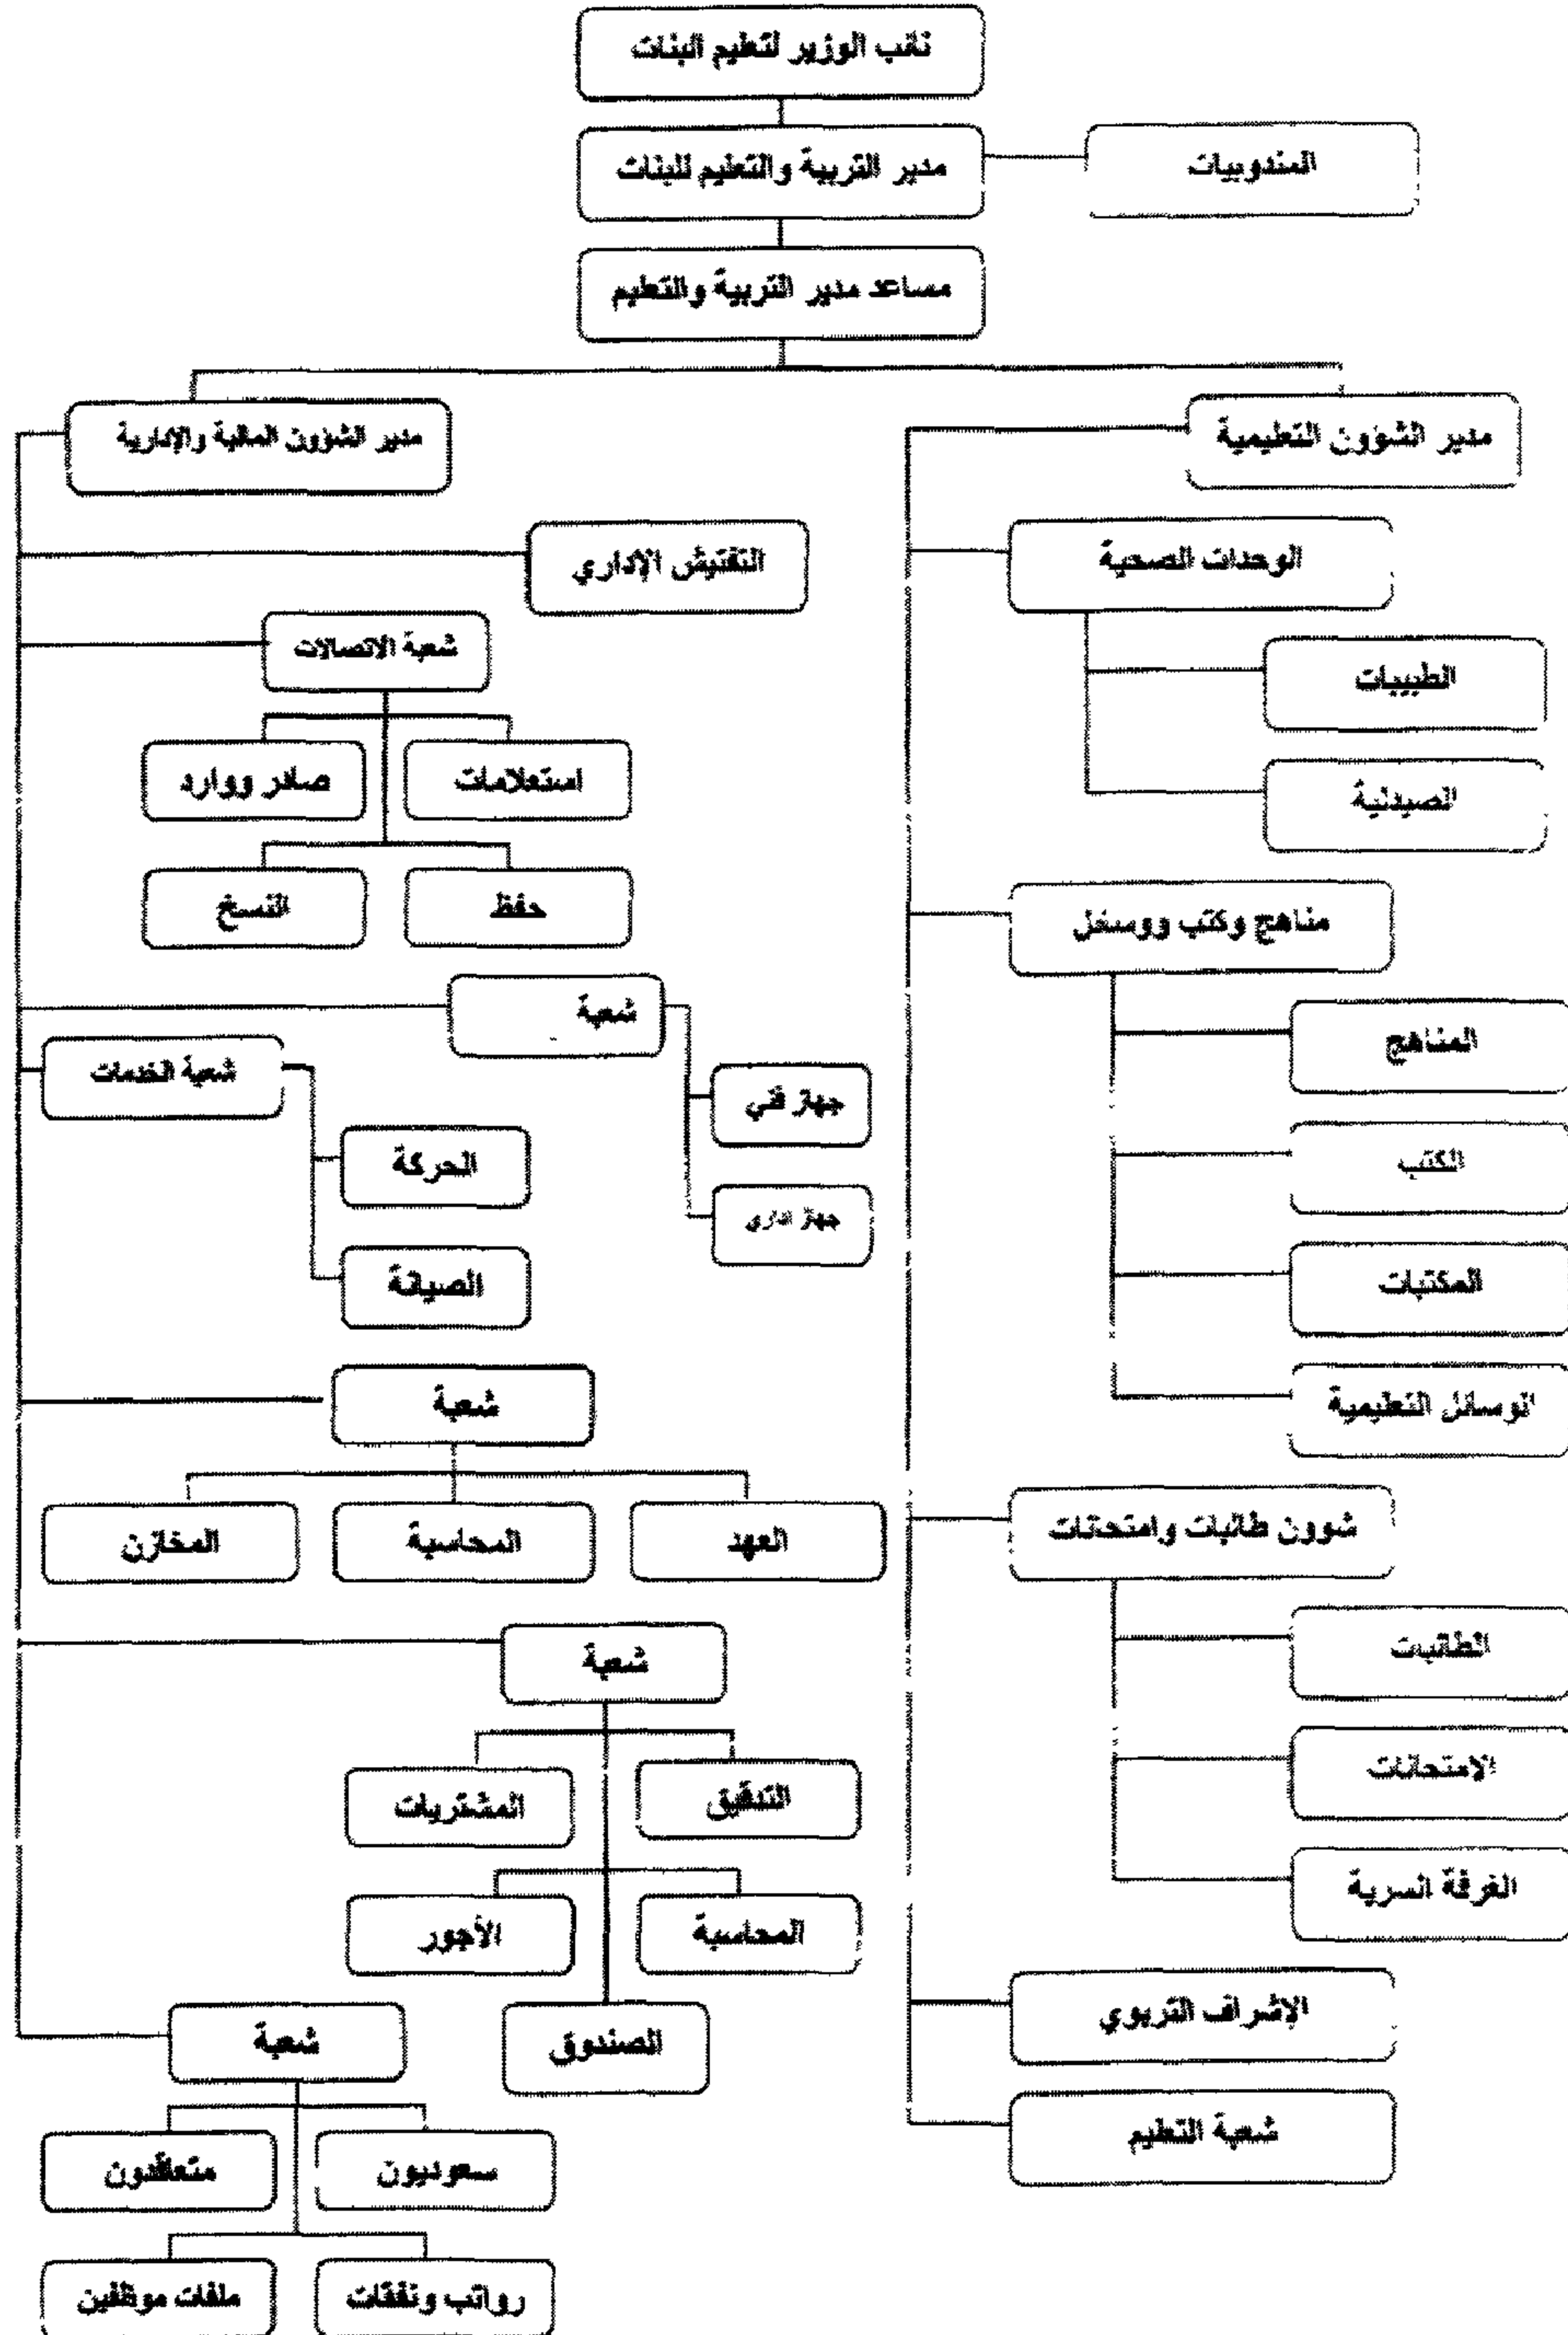 نائب الوزير لتعليم البنات
مدير التربية والتعليم للبنات
المندوبيات
مساعد مدير التربية والتعليم
مدير الشؤون التعليمية
مدير الشؤون المالية والإدارية
الوحدات الصحية
الطبيبات
الصيدلية
مناهج وكتب ووسائل
المناهج
الكتب
المكتبات
الوسائل التعليمية
شوون طالبات وامتحانات
الطالبات
الامتحانات
الغرفة السرية
الإشراف التربوي
شعبة التعليم
التفتيش الإداري
شعبة الاتصالات
استعلامات
صادر ووارد
حفظ
النسخ
شعبة
جهاز فني
جهاز اداري
شعبة الخدمات
الحركة
الصيانة
شعبة
العهد
المحاسبة
المخازن
شعبة
التدقيق
المشتريات
المحاسبة
الأجور
الصندوق
شعبة
سعوديون
متعاقدون
رواتب ونفقات
ملفات موظفين